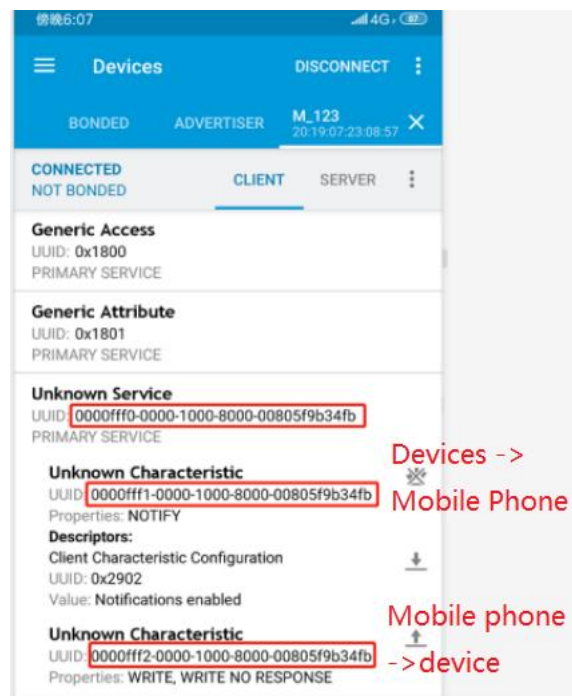 傍晚6:07 4G 87
Devices DISCONNECT
BONDED ADVERTISER M_123
20:19:07:23:08:57
CONNECTED
NOT BONDED
CLIENT SERVER
Generic Access
UUID: 0x1800
PRIMARY SERVICE
Generic Attribute
UUID: 0x1801
PRIMARY SERVICE
Unknown Service
UUID: 0000fff0-0000-1000-8000-00805f9b34fb
PRIMARY SERVICE
Unknown Characteristic
UUID: 0000fff1-0000-1000-8000-00805f9b34fb
Properties: NOTIFY
Devices ->
Mobile Phone
Descriptors:
Client Characteristic Configuration
UUID: 0x2902
Value: Notifications enabled
Unknown Characteristic
UUID: 0000fff2-0000-1000-8000-00805f9b34fb
Properties: WRITE, WRITE NO RESPONSE
Mobile phone
->device